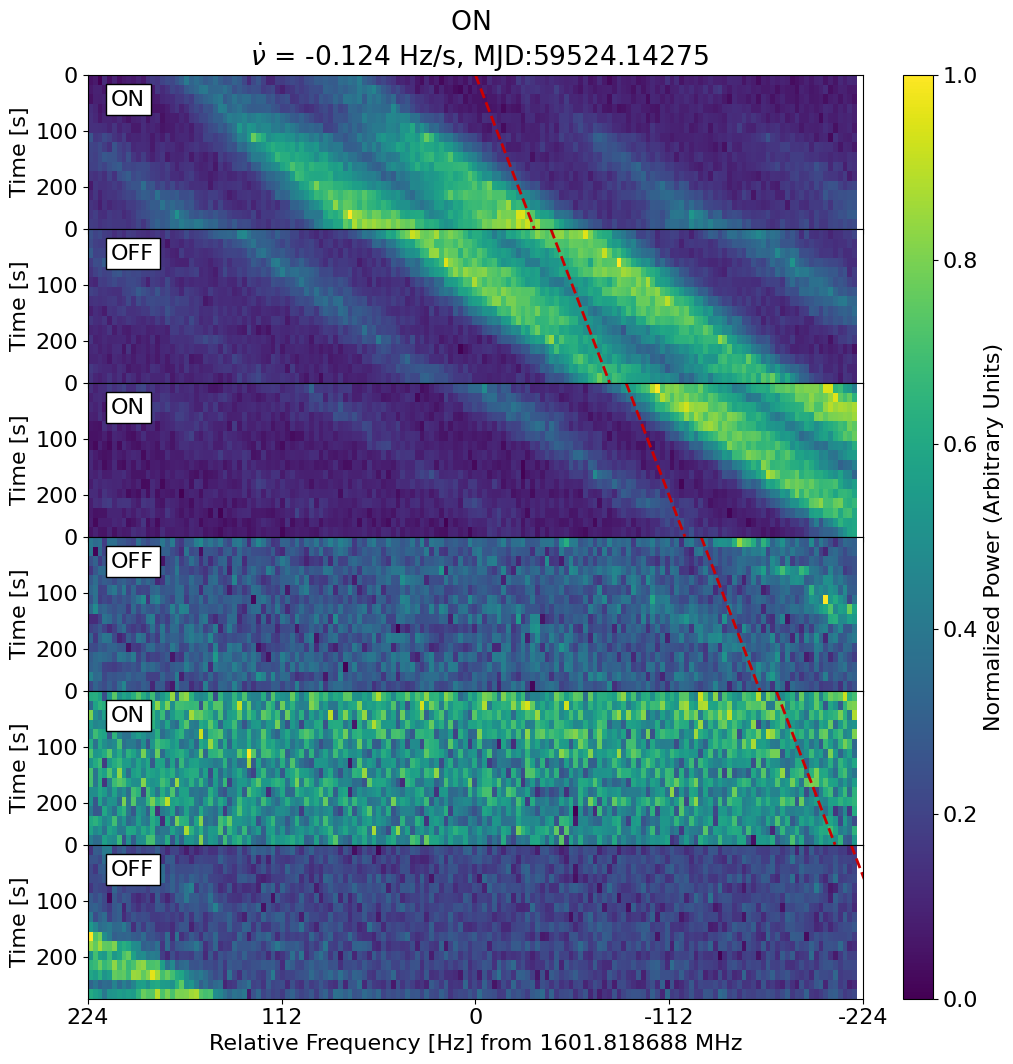 ON
ν̇ = -0.124 Hz/s, MJD:59524.14275
0
ON
100
200
Time [s]
0
OFF
100
200
Time [s]
0
ON
100
200
Time [s]
0
OFF
100
200
Time [s]
0
ON
100
200
Time [s]
0
OFF
100
200
Time [s]
224 112 0 -112 -224
Relative Frequency [Hz] from 1601.818688 MHz
1.0
0.8
0.6
0.4
0.2
0.0
Normalized Power (Arbitrary Units)